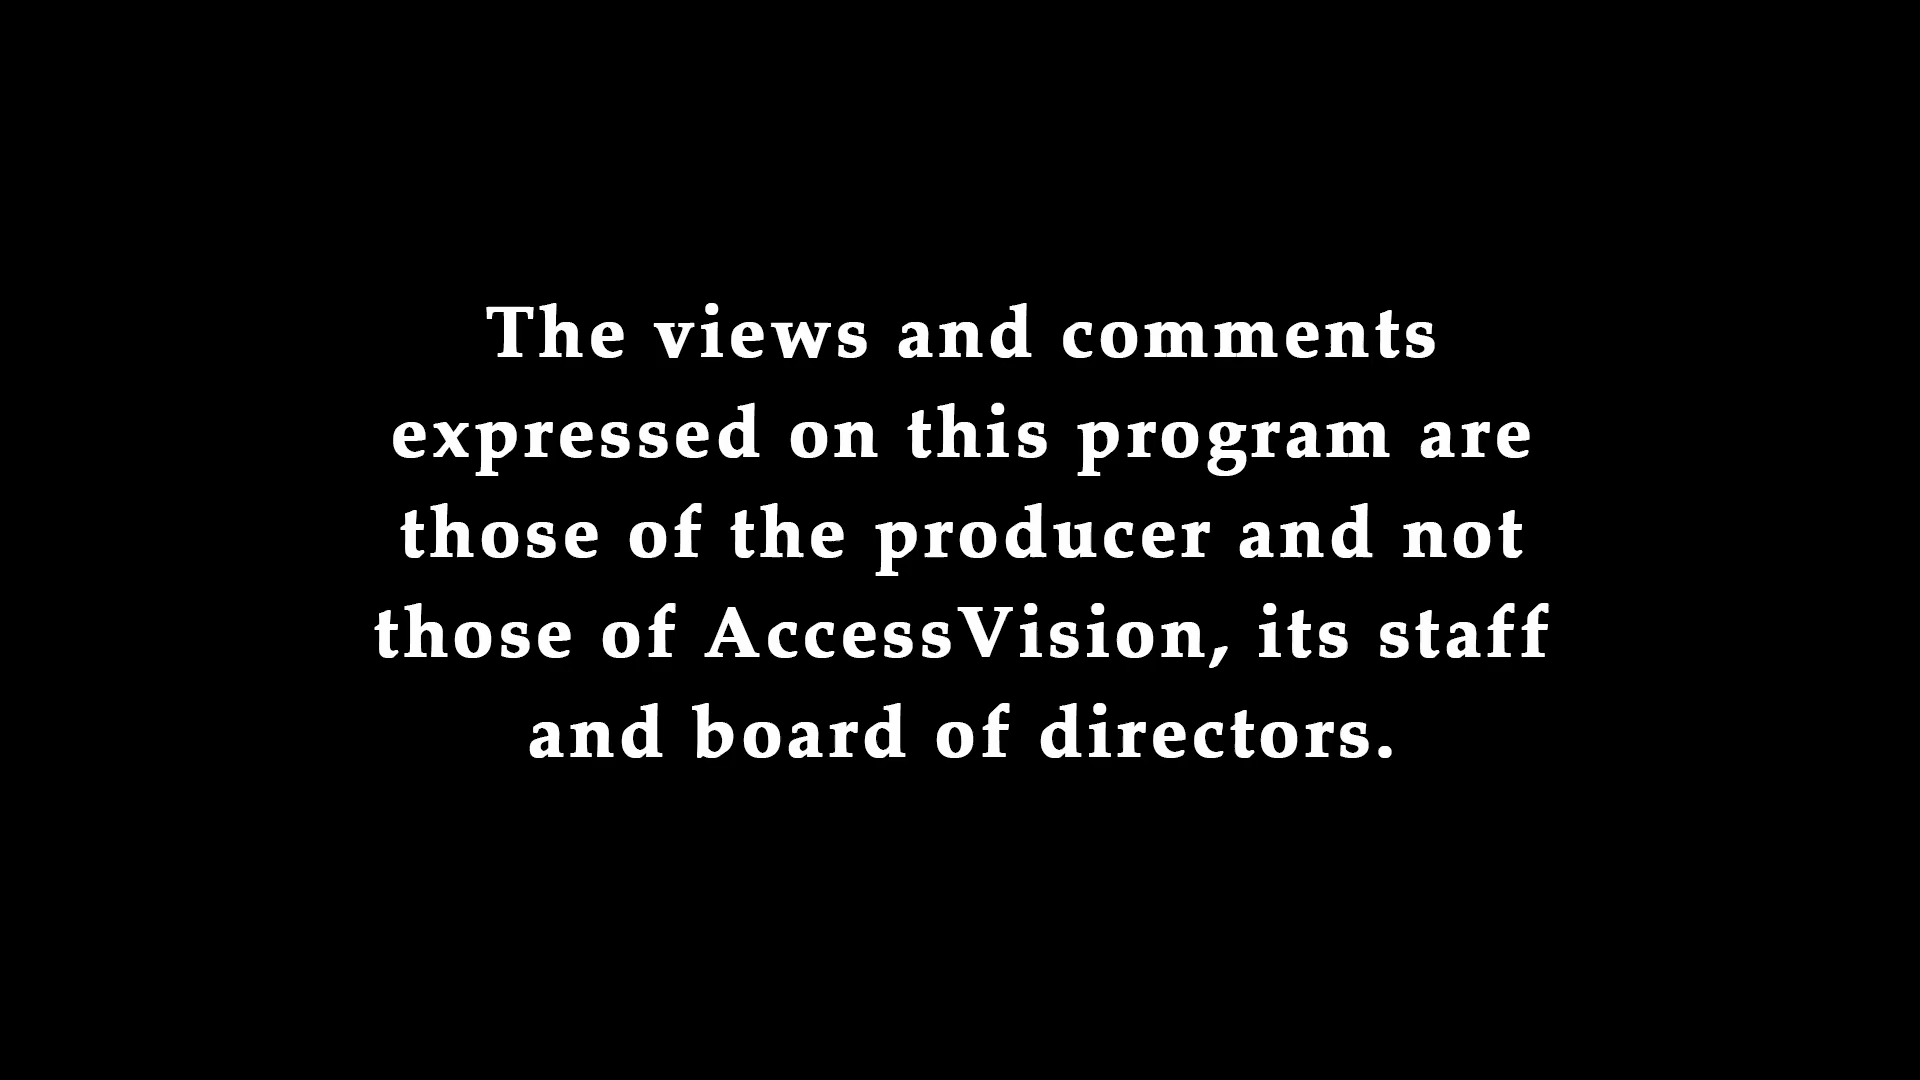 The views and comments
expressed on this program are
those of the producer and not
those of AccessVision, its staff
and board of directors.